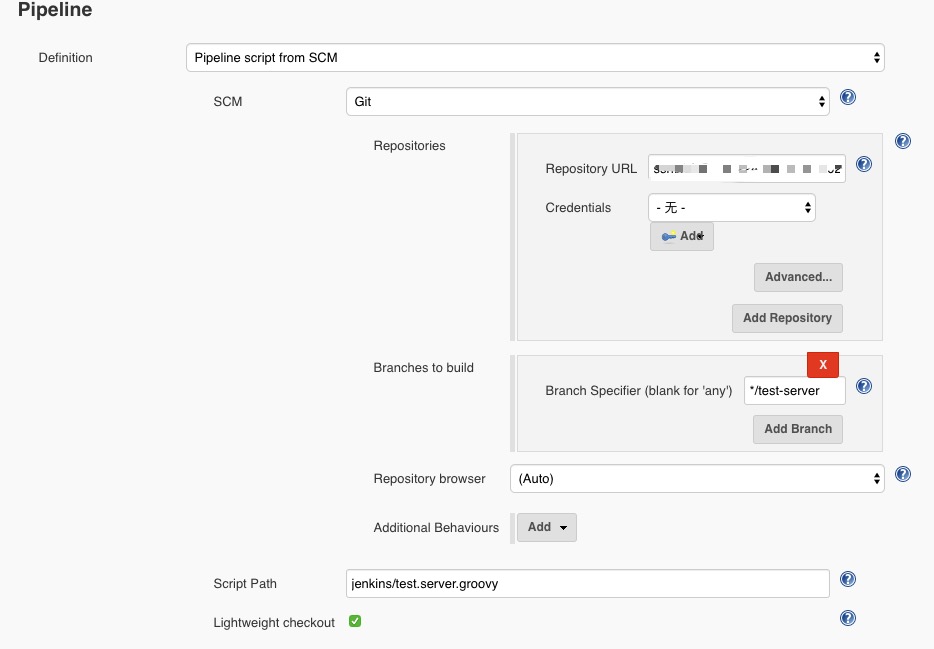 Pipeline
Definition
Pipeline script from SCM
SCM
Git
Repositories
Repository URL
Credentials
- 无 -
Add
Advanced...
Add Repository
Branches to build
X
Branch Specifier (blank for 'any')
*/test-server
Add Branch
Repository browser
(Auto)
Additional Behaviours
Add
Script Path
jenkins/test.server.groovy
Lightweight checkout